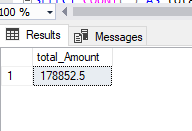 100 %
Results Messages
total_Amount
1 178852.5